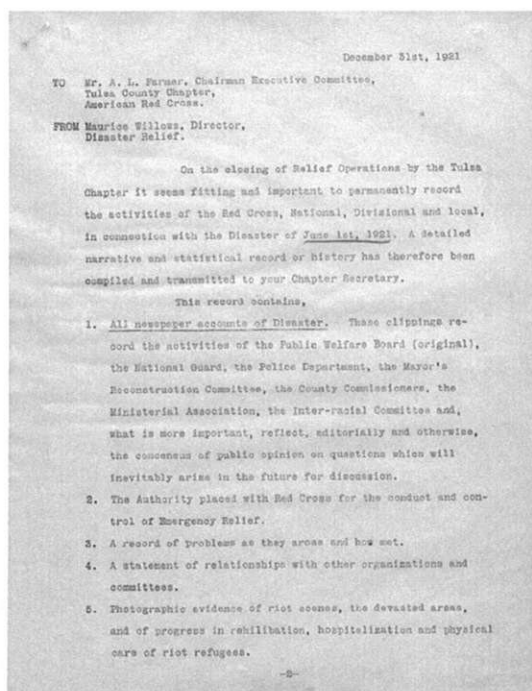 December 31st, 1921
TO Mr. A. L. Farmer, Chairman Executive Committee,
Tulsa County Chapter,
American Red Cross.
FROM Maurice Willows, Director,
Disaster Relief.
On the closing of Relief Operations by the Tulsa
Chapter it seems fitting and important to permanently record
the activities of the Red Cross, National, Divisional and local,
in connection with the Disaster of June 1st, 1921. A detailed
narrative and statistical record or history has therefore been
compiled and transmitted to your Chapter Secretary.
This record contains,
1. All newspaper accounts of Disaster. These clippings re-
cord the activities of the Public Welfare Board (original),
the National Guard, the Police Department, the Mayor's
Reconstruction Committee, the County Commissioners, the
Ministerial Association, the Inter-racial Committee and,
what is more important, reflect, editorially and otherwise,
the concensus of public opinion on questions which will
inevitably arise in the future for discussion.
2. The Authority placed with Red Cross for the conduct and con-
trol of Emergency Relief.
3. A record of problems as they aroas and how met.
4. A statement of relationships with other organizations and
committees.
5. Photographic evidence of riot scenes, the devasted areas,
and of progress in rehilibation, hospitalization and physical
care of riot refugees.
-2-